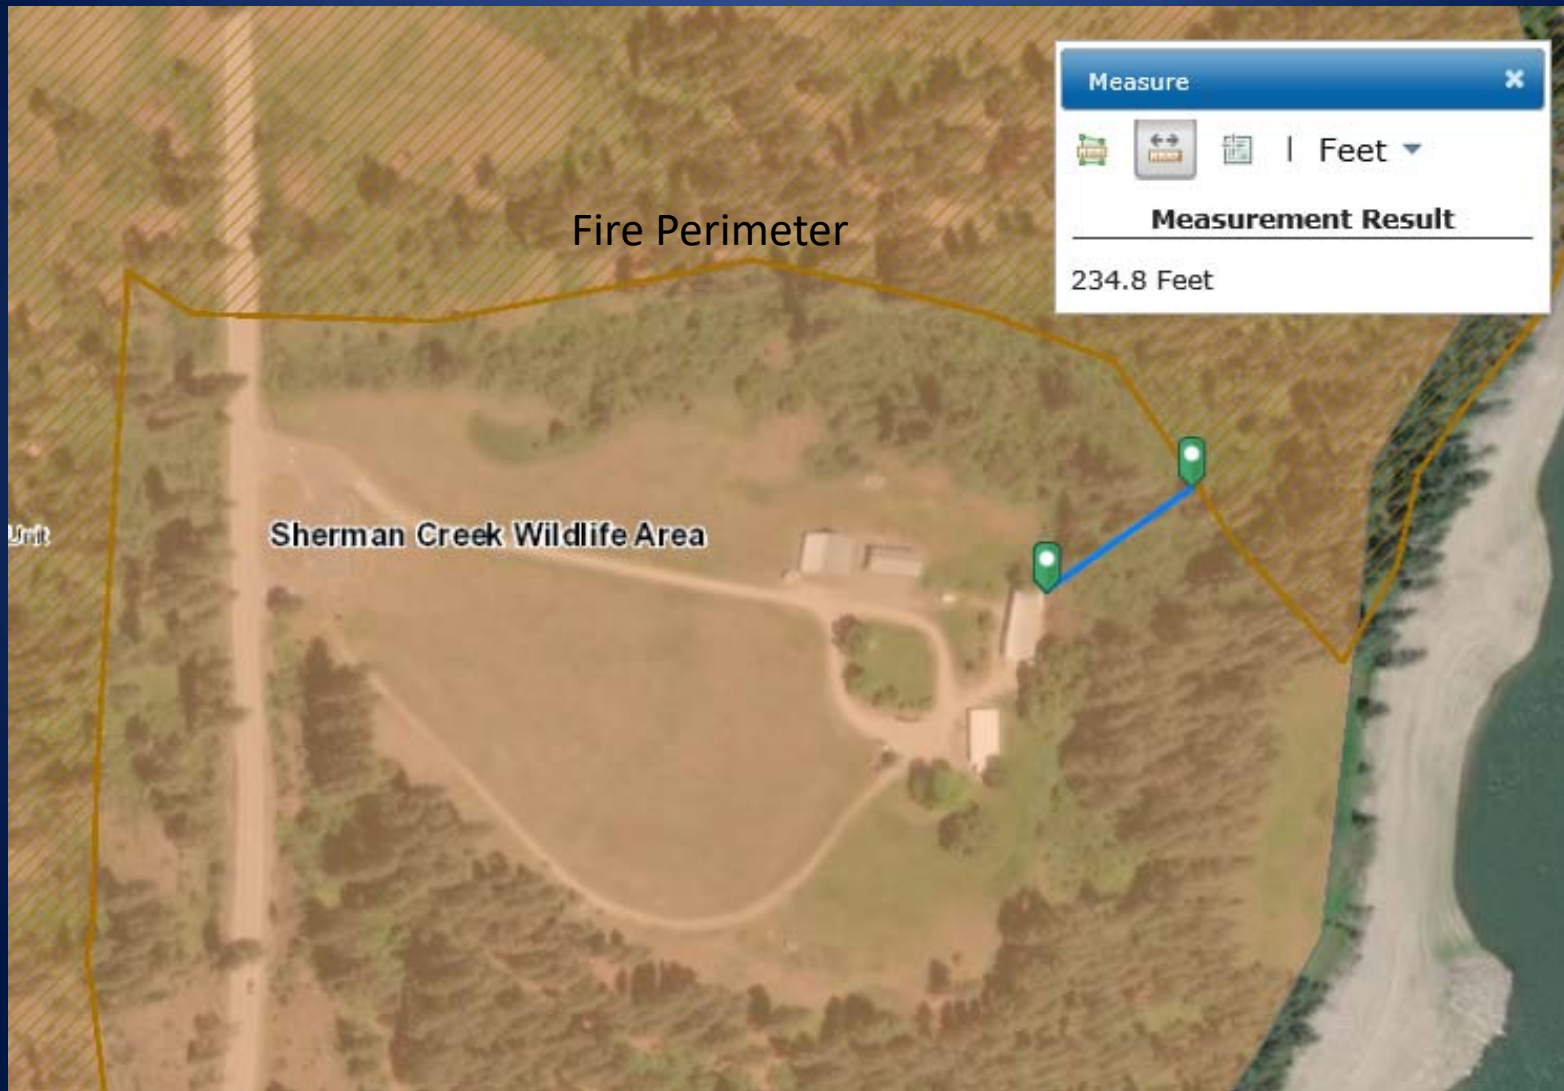 Measure
| Feet
Measurement Result
234.8 Feet
Fire Perimeter
Unit
Sherman Creek Wildlife Area